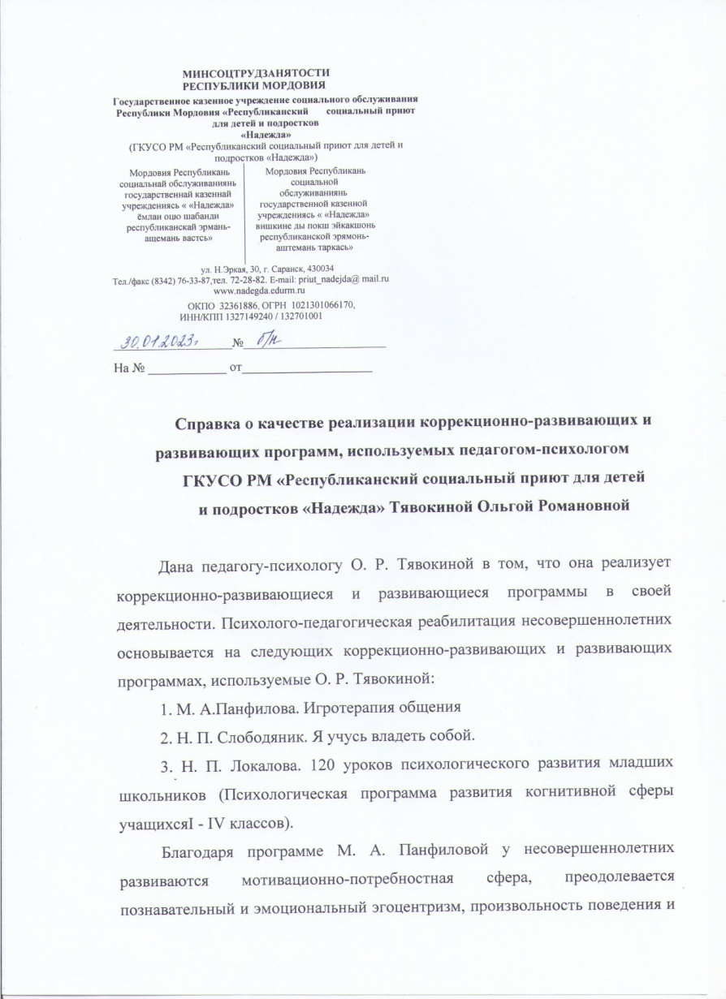 МИНСОЦТРУДЗАНЯТОСТИ
РЕСПУБЛИКИ МОРДОВИЯ
Государственное казенное учреждение социального обслуживания
Республики Мордовия «Республиканский социальный приют
для детей и подростков
«Надежда»
(ГКУСО РМ «Республиканский социальный приют для детей и
подростков «Надежда»)
Мордовия Республикань
социальнай обслуживаниянь
государственнай казеннай
учреждениясь « «Надежда»
ёмлаи оцю шабанди
республиканскай эрмань-
ащемань вастсь»
Мордовия Республикань
социальной
обслуживаниянь
государственной казенной
учреждениясь « «Надежда»
вишкине ды покш эйкакшонь
республиканской эрямонь-
аштемань таркась»
ул. Н.Эркая, 30, г. Саранск, 430034
Тел./факс (8342) 76-33-87,тел. 72-28-82. E-mail: priut_nadejda@ mail.ru
www.nadegda.edurm.ru
ОКПО 32361886, ОГРН 1021301066170,
ИНН/КПП 1327149240 / 132701001
30.01.2023г № б/н
На № ____________ от____________________
Справка о качестве реализации коррекционно-развивающих и
развивающих программ, используемых педагогом-психологом
ГКУСО РМ «Республиканский социальный приют для детей
и подростков «Надежда» Тявокиной Ольгой Романовной
Дана педагогу-психологу О. Р. Тявокиной в том, что она реализует
коррекционно-развивающиеся и развивающиеся программы в своей
деятельности. Психолого-педагогическая реабилитация несовершеннолетних
основывается на следующих коррекционно-развивающих и развивающих
программах, используемые О. Р. Тявокиной:
1. М. А.Панфилова. Игротерапия общения
2. Н. П. Слободяник. Я учусь владеть собой.
3. Н. П. Локалова. 120 уроков психологического развития младших
школьников (Психологическая программа развития когнитивной сферы
учащихсяI - IV классов).
Благодаря программе М. А. Панфиловой у несовершеннолетних
развиваются мотивационно-потребностная сфера, преодолевается
познавательный и эмоциональный эгоцентризм, произвольность поведения и